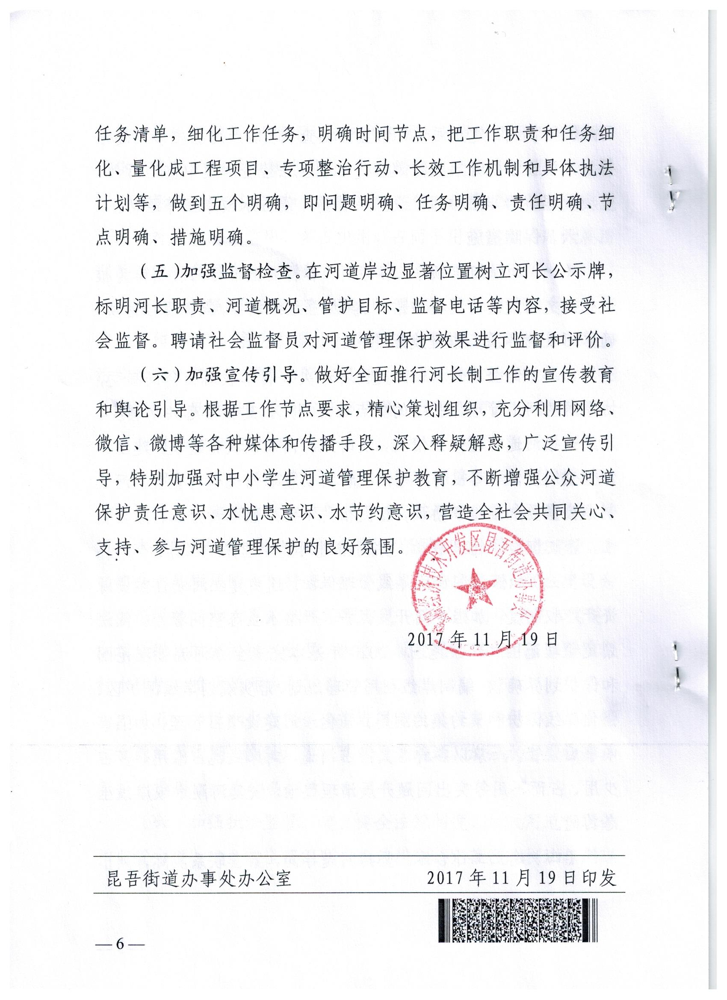 任务清单，细化工作任务，明确时间节点，把工作职责和任务细
化、量化成工程项目、专项整治行动、长效工作机制和具体执法
计划等，做到五个明确，即问题明确、任务明确、责任明确、节
点明确、措施明确。
（五）加强监督检查。在河道岸边显著位置树立河长公示牌，
标明河长职责、河道概况、管护目标、监督电话等内容，接受社
会监督。聘请社会监督员对河道管理保护效果进行监督和评价。
（六）加强宣传引导。做好全面推行河长制工作的宣传教育
和舆论引导。根据工作节点要求，精心策划组织，充分利用网络、
微信、微博等各种媒体和传播手段，深入释疑解惑，广泛宣传引
导，特别加强对中小学生河道管理保护教育，不断增强公众河道
保护责任意识、水忧患意识、水节约意识，营造全社会共同关心、
支持、参与河道管理保护的良好氛围。
经济技术开发区昆吾街道办事处
2017 年 11 月 19 日
昆吾街道办事处办公室 2017 年 11 月 19 日印发
— 6 —